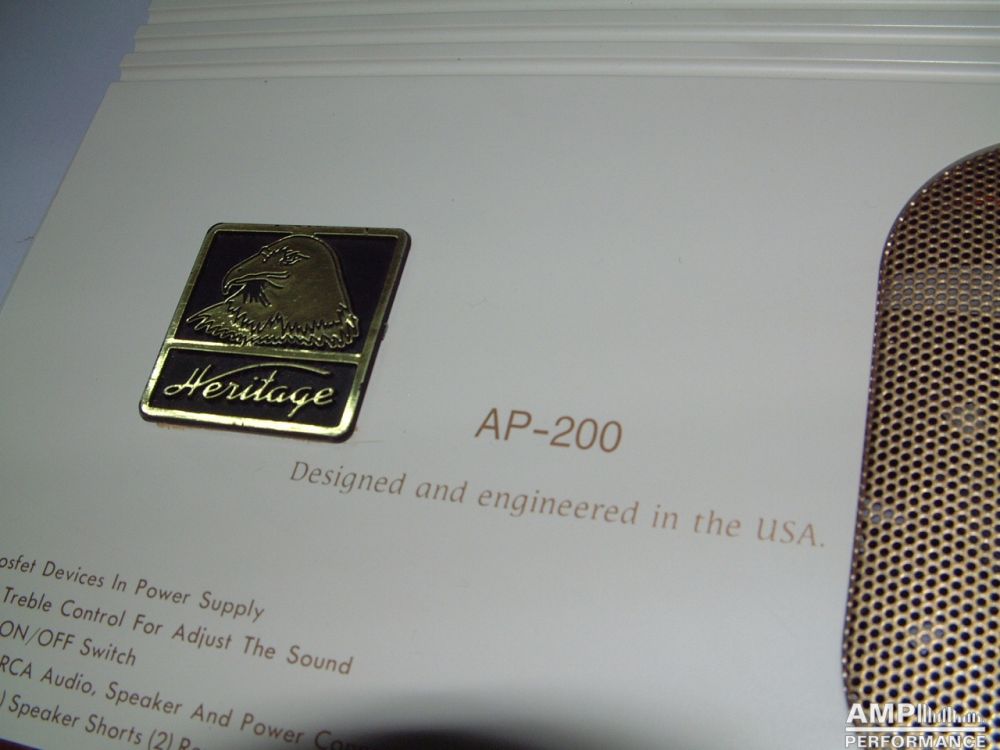 Heritage
AP-200
Designed and engineered in the USA.
Devices In Power Supply
Treble Control For Adjust The Sound
ON/OFF Switch
RCA Audio, Speaker And Power
Speaker Shorts (2)
AMP
PERFORMANCE